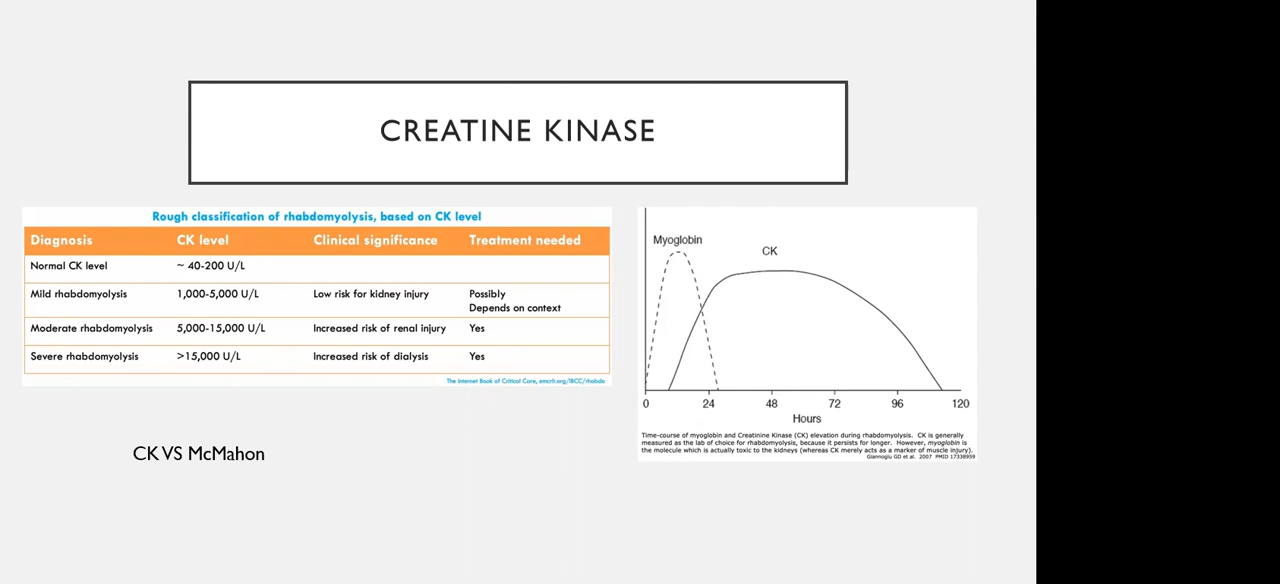 CREATINE KINASE
Rough classification of rhabdomyolysis, based on CK level
Diagnosis CK level Clinical significance Treatment needed
Normal CK level ~ 40-200 U/L
Mild rhabdomyolysis 1,000-5,000 U/L Low risk for kidney injury Possibly
Depends on context
Moderate rhabdomyolysis 5,000-15,000 U/L Increased risk of renal injury Yes
Severe rhabdomyolysis >15,000 U/L Increased risk of dialysis Yes
The Internet Book of Critical Care, emcrit.org/IBCC/rhabdo
CK VS McMahon
Myoglobin
CK
0 24 48 72 96 120
Hours
Time-course of myoglobin and Creatinine Kinase (CK) elevation during rhabdomyolysis. CK is generally
measured as the lab of choice for rhabdomyolysis, because it persists for longer. However, myoglobin is
the molecule which is actually toxic to the kidneys (whereas CK merely acts as a marker of muscle injury).
Giannoglu GD et al. 2007 PMID 17338959